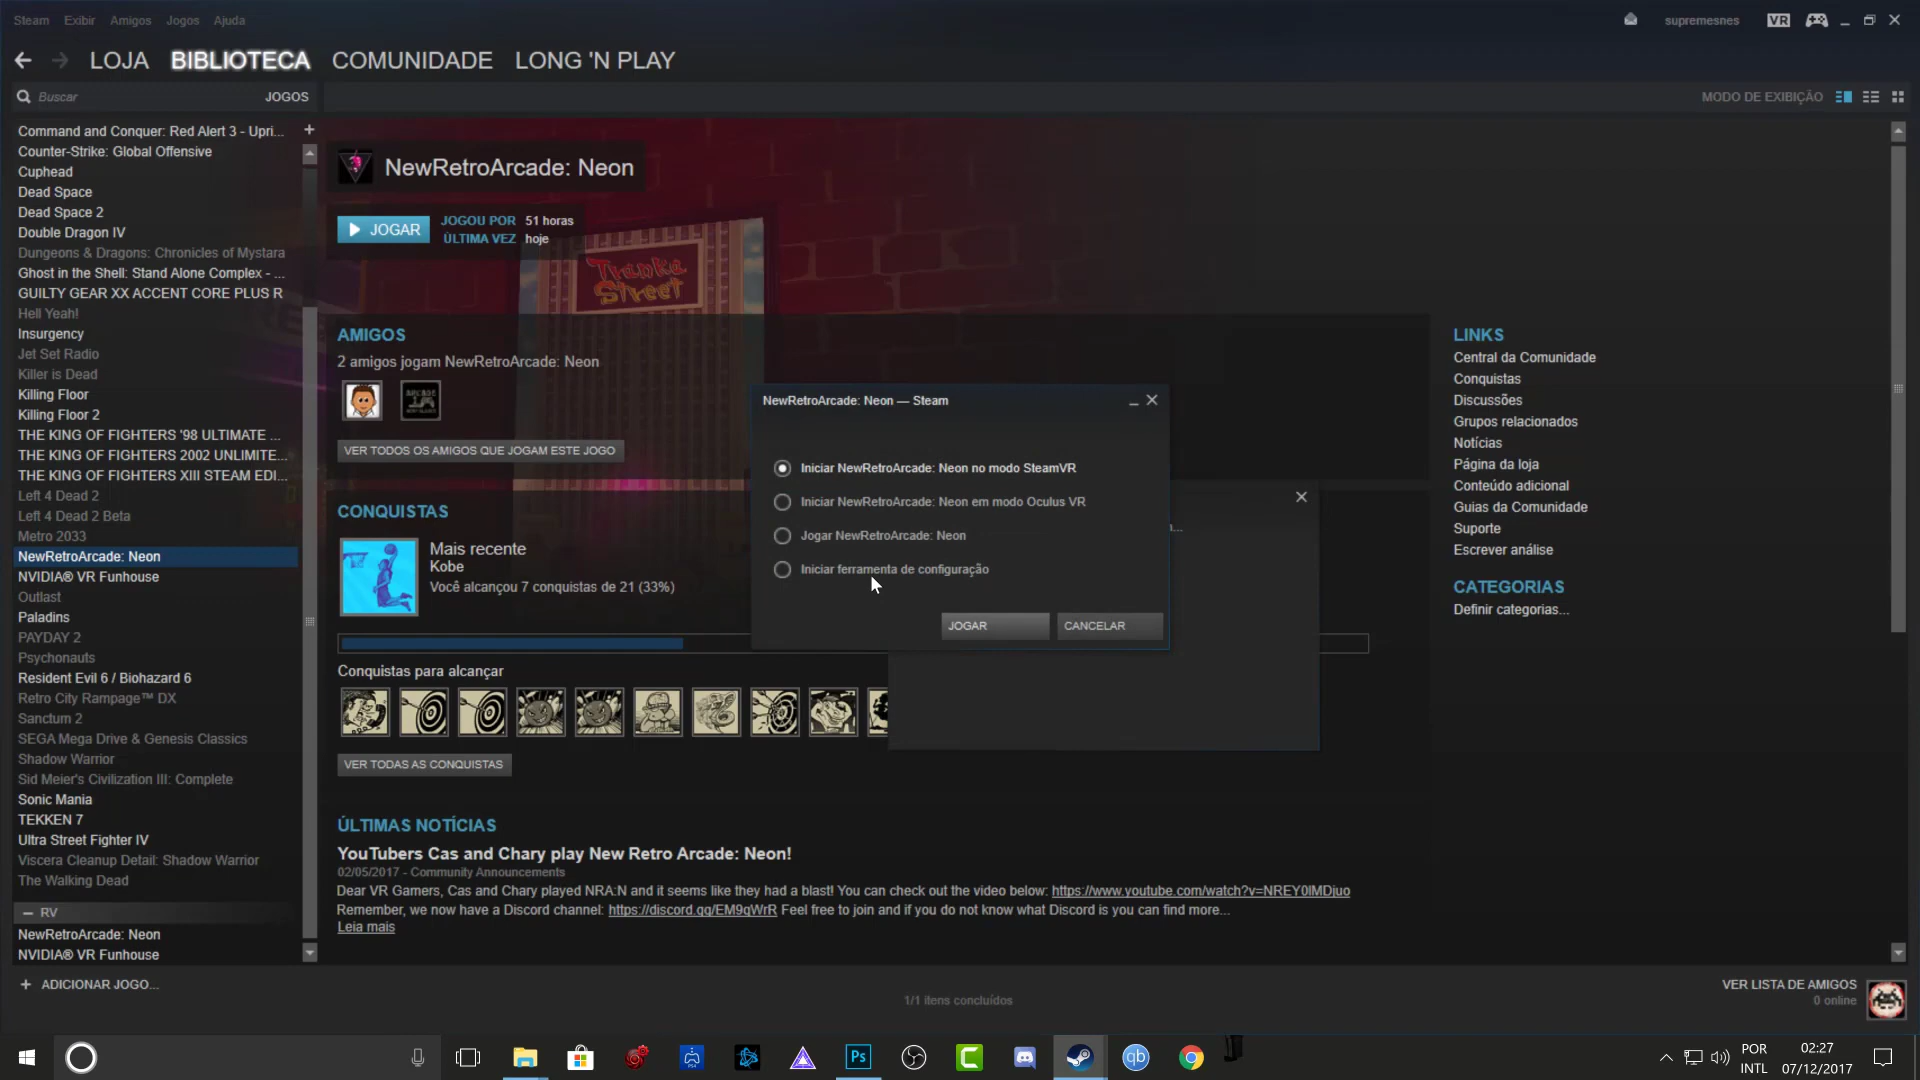 Steam Exibir Amigos Jogos Ajuda
supremesnes VR
LOJA BIBLIOTECA COMUNIDADE LONG 'N PLAY
Buscar JOGOS
MODO DE EXIBIÇÃO
Command and Conquer: Red Alert 3 - Upri... +
Counter-Strike: Global Offensive
Cuphead
Dead Space
Dead Space 2
Double Dragon IV
Dungeons & Dragons: Chronicles of Mystara
Ghost in the Shell: Stand Alone Complex - ...
GUILTY GEAR XX ACCENT CORE PLUS R
Hell Yeah!
Insurgency
Jet Set Radio
Killer is Dead
Killing Floor
Killing Floor 2
THE KING OF FIGHTERS '98 ULTIMATE ...
THE KING OF FIGHTERS 2002 UNLIMITE...
THE KING OF FIGHTERS XIII STEAM EDI...
Left 4 Dead 2
Left 4 Dead 2 Beta
Metro 2033
NewRetroArcade: Neon
NVIDIA® VR Funhouse
Outlast
Paladins
PAYDAY 2
Psychonauts
Resident Evil 6 / Biohazard 6
Retro City Rampage™ DX
Sanctum 2
SEGA Mega Drive & Genesis Classics
Shadow Warrior
Sid Meier's Civilization III: Complete
Sonic Mania
TEKKEN 7
Ultra Street Fighter IV
Viscera Cleanup Detail: Shadow Warrior
The Walking Dead
– RV
NewRetroArcade: Neon
NVIDIA® VR Funhouse
+ ADICIONAR JOGO...
NewRetroArcade: Neon
JOGAR
JOGOU POR 51 horas
ÚLTIMA VEZ hoje
Tranka
Street
AMIGOS
2 amigos jogam NewRetroArcade: Neon
VER TODOS OS AMIGOS QUE JOGAM ESTE JOGO
CONQUISTAS
Mais recente
Kobe
Você alcançou 7 conquistas de 21 (33%)
Conquistas para alcançar
VER TODAS AS CONQUISTAS
NewRetroArcade: Neon — Steam
Iniciar NewRetroArcade: Neon no modo SteamVR
Iniciar NewRetroArcade: Neon em modo Oculus VR
Jogar NewRetroArcade: Neon
Iniciar ferramenta de configuração
JOGAR CANCELAR
ÚLTIMAS NOTÍCIAS
YouTubers Cas and Chary play New Retro Arcade: Neon!
02/05/2017 - Community Announcements
Dear VR Gamers, Cas and Chary played NRA:N and it seems like they had a blast! You can check out the video below: https://www.youtube.com/watch?v=NREY0lMDjuo
Remember, we now have a Discord channel: https://discord.gg/EM9qWrR Feel free to join and if you do not know what Discord is you can find more...
Leia mais
LINKS
Central da Comunidade
Conquistas
Discussões
Grupos relacionados
Notícias
Página da loja
Conteúdo adicional
Guias da Comunidade
Suporte
Escrever análise
CATEGORIAS
Definir categorias...
1/1 itens concluídos
VER LISTA DE AMIGOS
0 online
Ps
qb
POR
INTL
02:27
07/12/2017